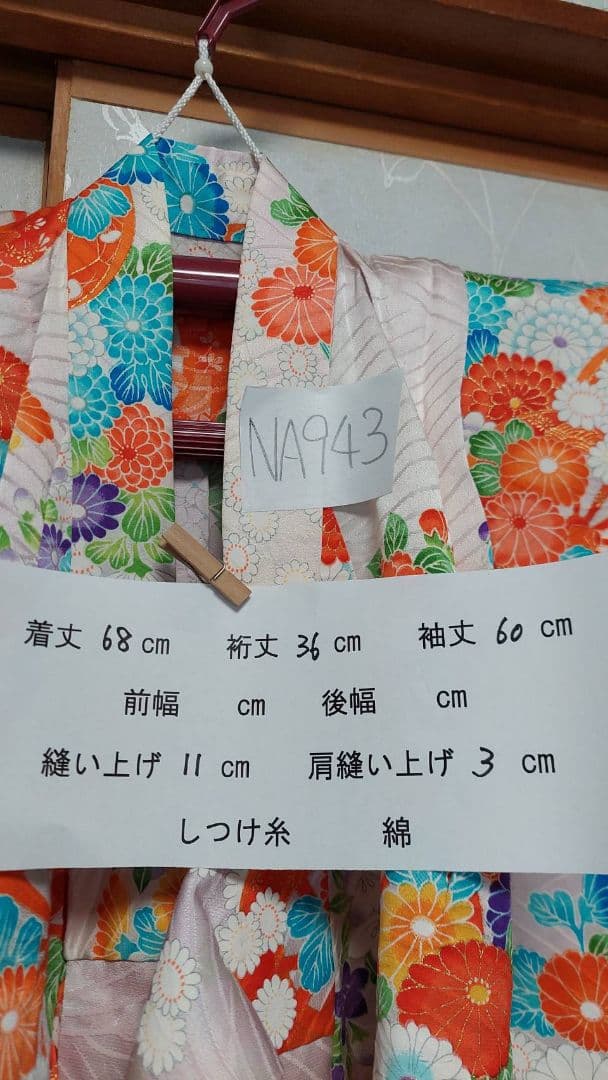 NA943
着丈 68 cm 裄丈 36 cm 袖丈 60 cm
前幅 cm 後幅 cm
縫い上げ 11 cm 肩縫い上げ 3 cm
しつけ糸 綿